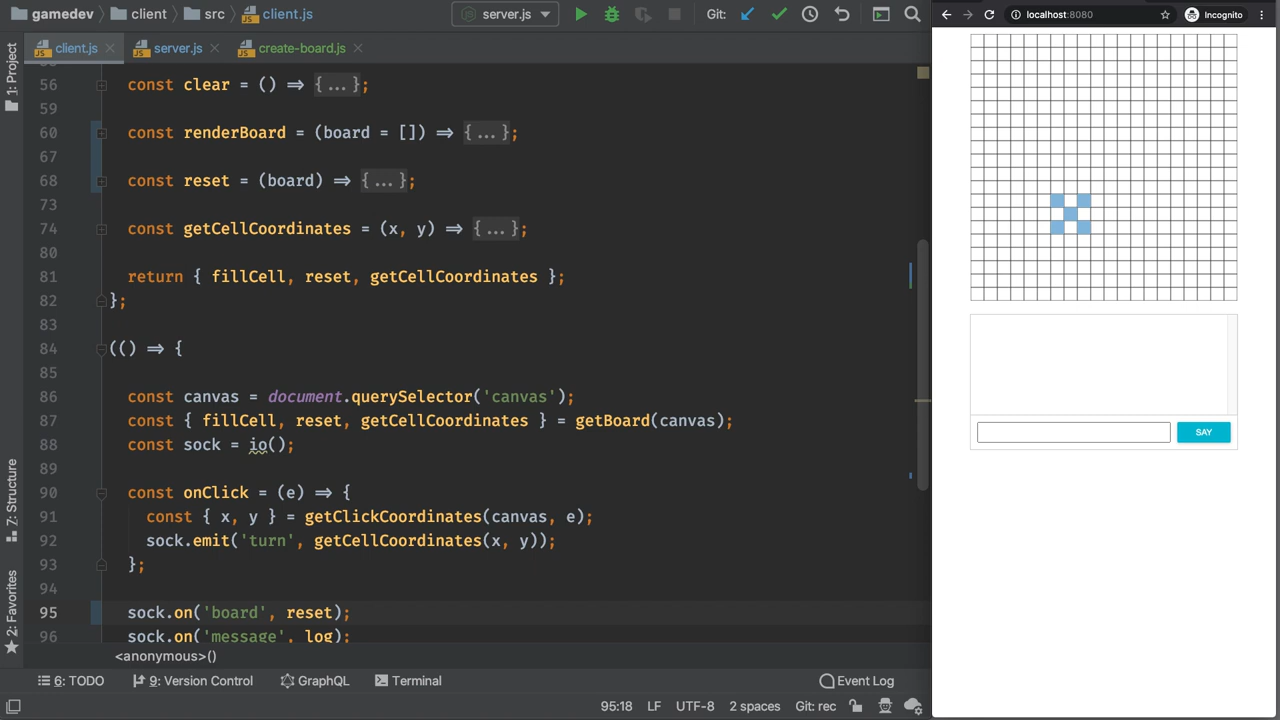 gamedev client src client.js server.js Git:
localhost:8080 Incognito
client.js server.js create-board.js
1: Project
56 const clear = () => {...};
59
60 const renderBoard = (board = []) => {...};
67
68 const reset = (board) => {...};
73
74 const getCellCoordinates = (x, y) => {...};
80
81 return { fillCell, reset, getCellCoordinates };
82 };
83
84 (() => {
85
86 const canvas = document.querySelector('canvas');
87 const { fillCell, reset, getCellCoordinates } = getBoard(canvas);
88 const sock = io();
89
90 const onClick = (e) => {
91 const { x, y } = getClickCoordinates(canvas, e);
92 sock.emit('turn', getCellCoordinates(x, y));
93 };
94
95 sock.on('board', reset);
96 sock.on('message', log);
<anonymous>()
7: Structure
2: Favorites
SAY
6: TODO 9: Version Control GraphQL Terminal Event Log
95:18 LF UTF-8 2 spaces Git: rec